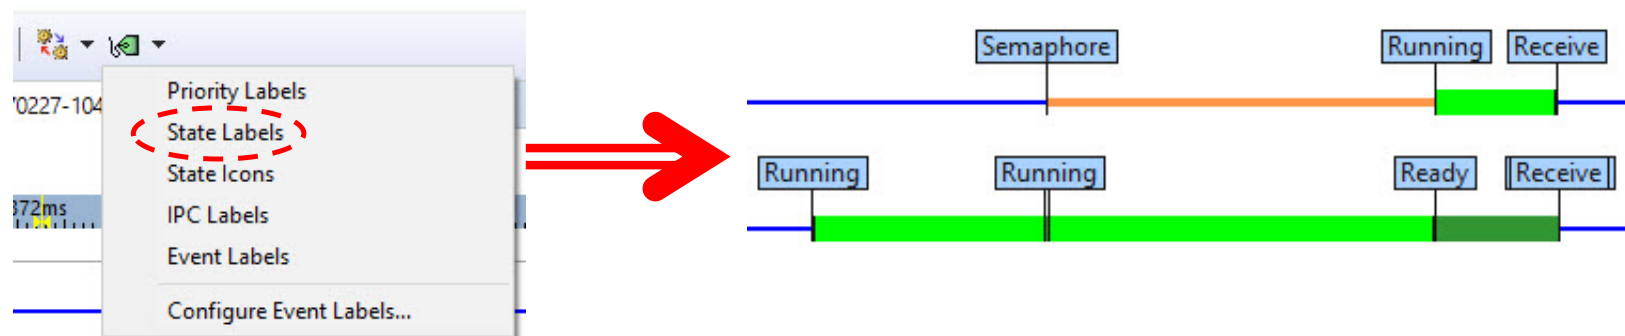 '0227-104
372ms
Priority Labels
State Labels
State Icons
IPC Labels
Event Labels
Configure Event Labels...
Semaphore Running Receive
Running Running Ready Receive